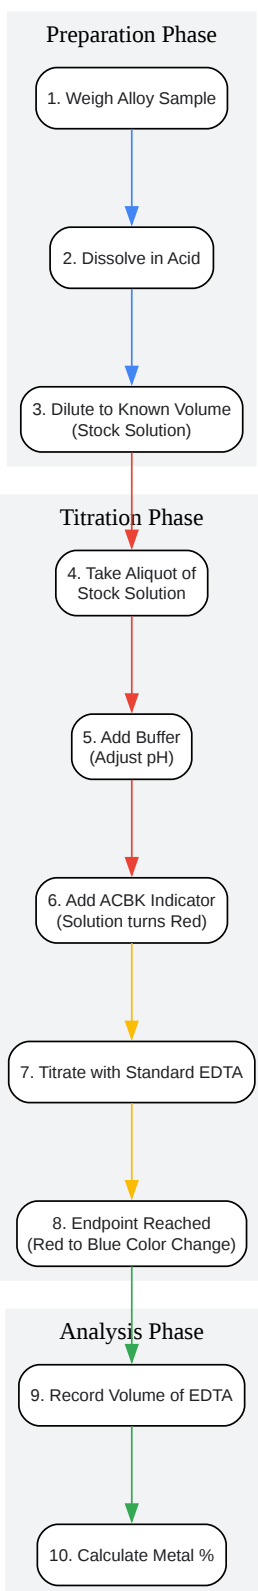 Preparation Phase
1. Weigh Alloy Sample
2. Dissolve in Acid
3. Dilute to Known Volume
(Stock Solution)
Titration Phase
4. Take Aliquot of
Stock Solution
5. Add Buffer
(Adjust pH)
6. Add ACBK Indicator
(Solution turns Red)
7. Titrate with Standard EDTA
8. Endpoint Reached
(Red to Blue Color Change)
Analysis Phase
9. Record Volume of EDTA
10. Calculate Metal %